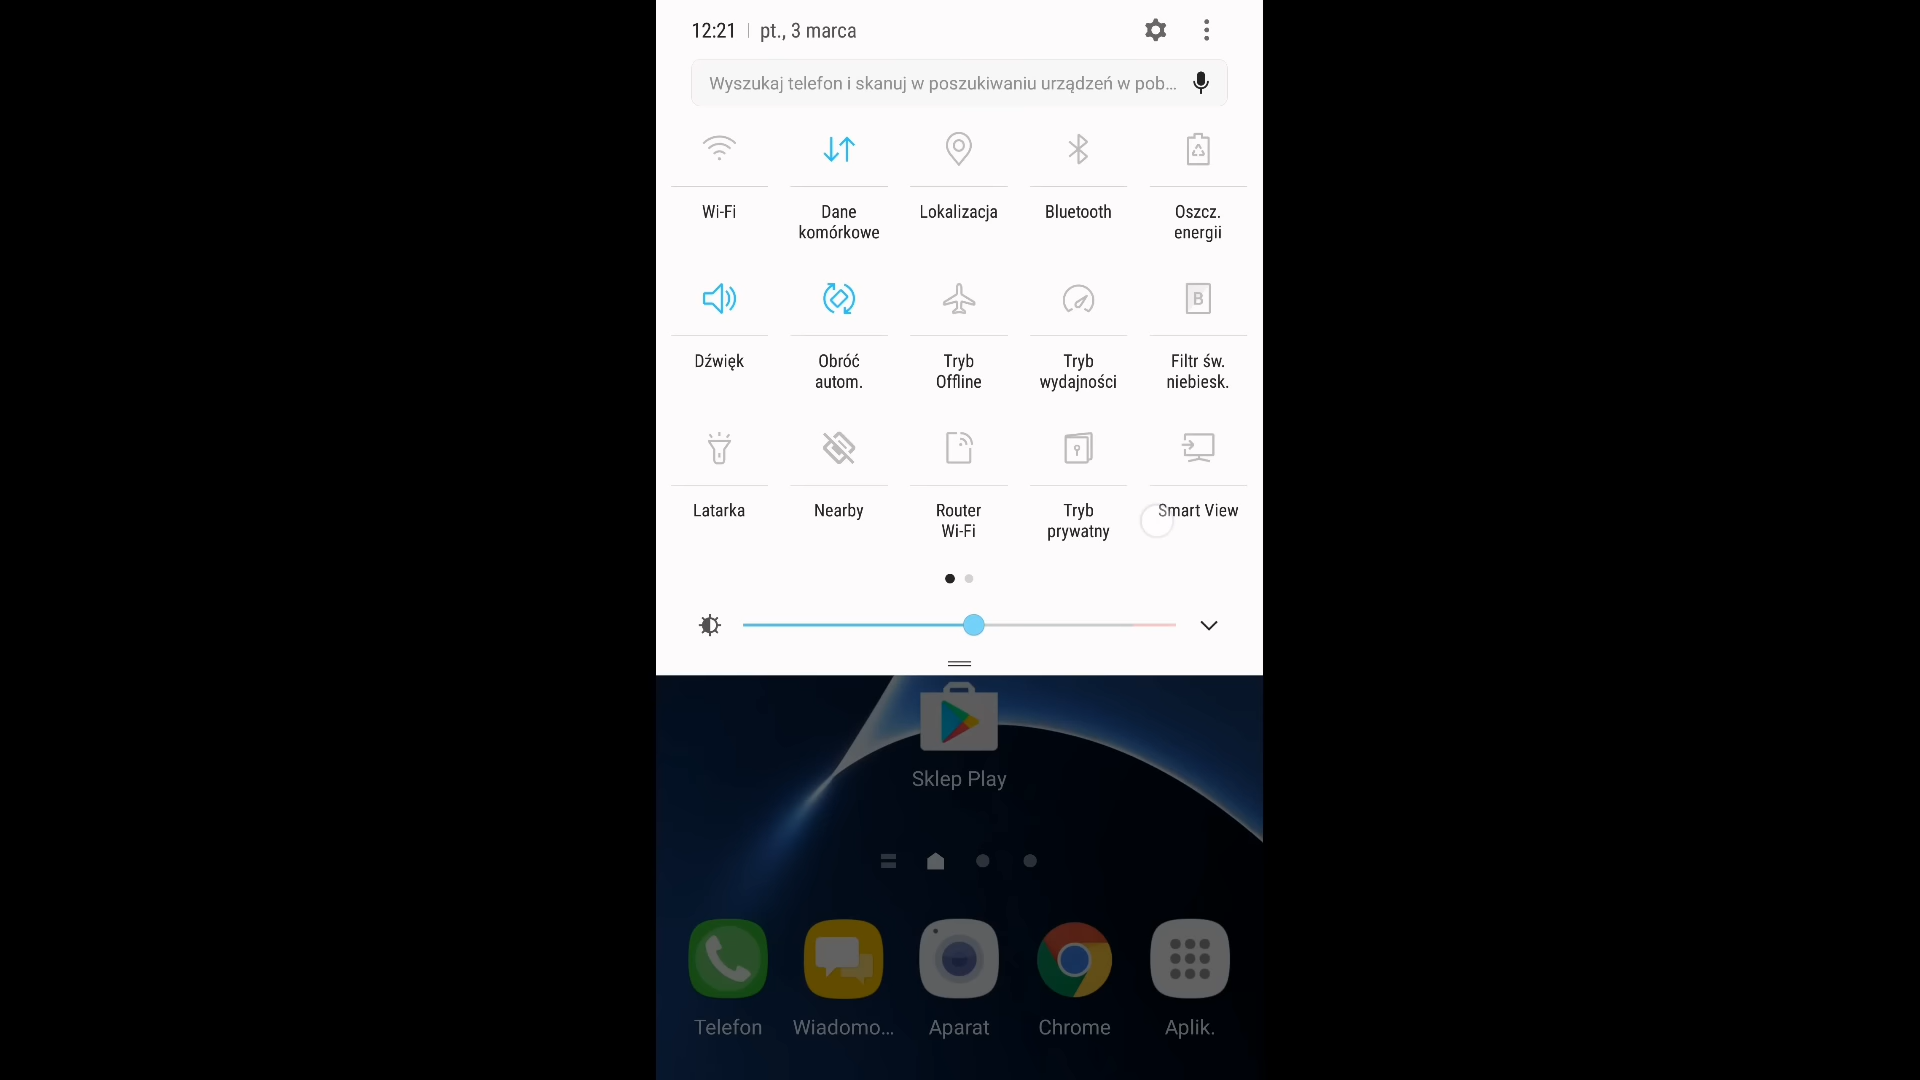 12:21 | pt., 3 marca
Wyszukaj telefon i skanuj w poszukiwaniu urządzeń w pob...
Wi-Fi
Dane
komórkowe
Lokalizacja
Bluetooth
Oszcz.
energii
Dźwięk
Obróć
autom.
Tryb
Offline
Tryb
wydajności
B
Filtr św.
niebiesk.
Latarka
Nearby
Router
Wi-Fi
Tryb
prywatny
Smart View
Sklep Play
Telefon
Wiadomo...
Aparat
Chrome
Aplik.